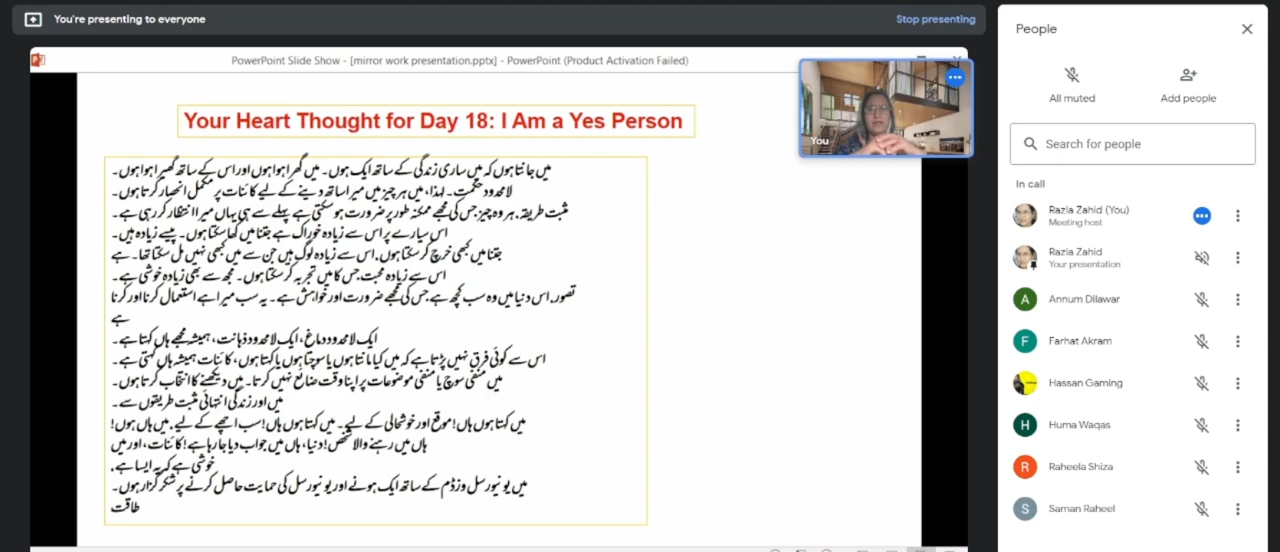 You're presenting to everyone
Stop presenting
PowerPoint Slide Show - [mirror work presentation.pptx] - PowerPoint (Product Activation Failed)
Your Heart Thought for Day 18: I Am a Yes Person
میں جانتا ہوں کہ میں ساری زندگی کے ساتھ ایک ہوں۔ میں گھرا ہوا ہوں اور اس کے ساتھ گھیرا ہوا ہوں۔
لامحدود حکمت۔ لہذا، میں ہر چیز میں میرا ساتھ دینے کے لیے کائنات پر مکمل انحصار کرتا ہوں۔
مثبت طریقہ. ہر وہ چیز جس کی مجھے ممکنہ طور پر ضرورت ہو سکتی ہے پہلے سے ہی یہاں میرا انتظار کر رہی ہے۔
اس سیارے پر اس سے زیادہ خوراک ہے جتنا میں کھا سکتا ہوں۔ پیسے زیادہ ہیں۔
جتنا میں کبھی خرچ کر سکتا ہوں. اس سے زیادہ لوگ ہیں جن سے میں کبھی نہیں مل سکتا تھا۔ ہے
اس سے زیادہ محبت جس کا میں تجربہ کر سکتا ہوں۔ مجھ سے بھی زیادہ خوشی ہے۔
تصور. اس دنیا میں وہ سب کچھ ہے جس کی مجھے ضرورت اور خواہش ہے۔ یہ سب میرا ہے استعمال کرنا اور کرنا
ہے
ایک لامحدود دماغ، ایک لامحدود ذہانت، ہمیشہ مجھے ہاں کہتا ہے۔
اس سے کوئی فرق نہیں پڑتا ہے کہ میں کیا مانتا ہوں یا سوچتا ہوں یا کہتا ہوں، کائنات ہمیشہ ہاں کہتی ہے۔
میں منفی سوچ یا منفی موضوعات پر اپنا وقت ضائع نہیں کرتا۔ میں دیکھنے کا انتخاب کرتا ہوں۔
میں اور زندگی انتہائی مثبت طریقوں سے۔
میں کہتا ہوں ہاں! موقع اور خوشحالی کے لیے۔ میں کہتا ہوں ہاں! سب اچھے کے لیے. میں ہاں ہوں!
ہاں میں رہنے والا شخص! دنیا، ہاں میں جواب دیا جا رہا ہے! کائنات، اور میں
خوشی ہے کہ یہ ایسا ہے.
میں یونیورسل وزڈم کے ساتھ ایک ہونے اور یونیورسل کی حمایت حاصل کرنے پر شکر گزار ہوں۔
طاقت
You
People
All muted
Add people
Search for people
In call
Razia Zahid (You)
Meeting host
Razia Zahid
Your presentation
A Annum Dilawar
F Farhat Akram
Hassan Gaming
H Huma Waqas
R Raheela Shiza
S Saman Raheel